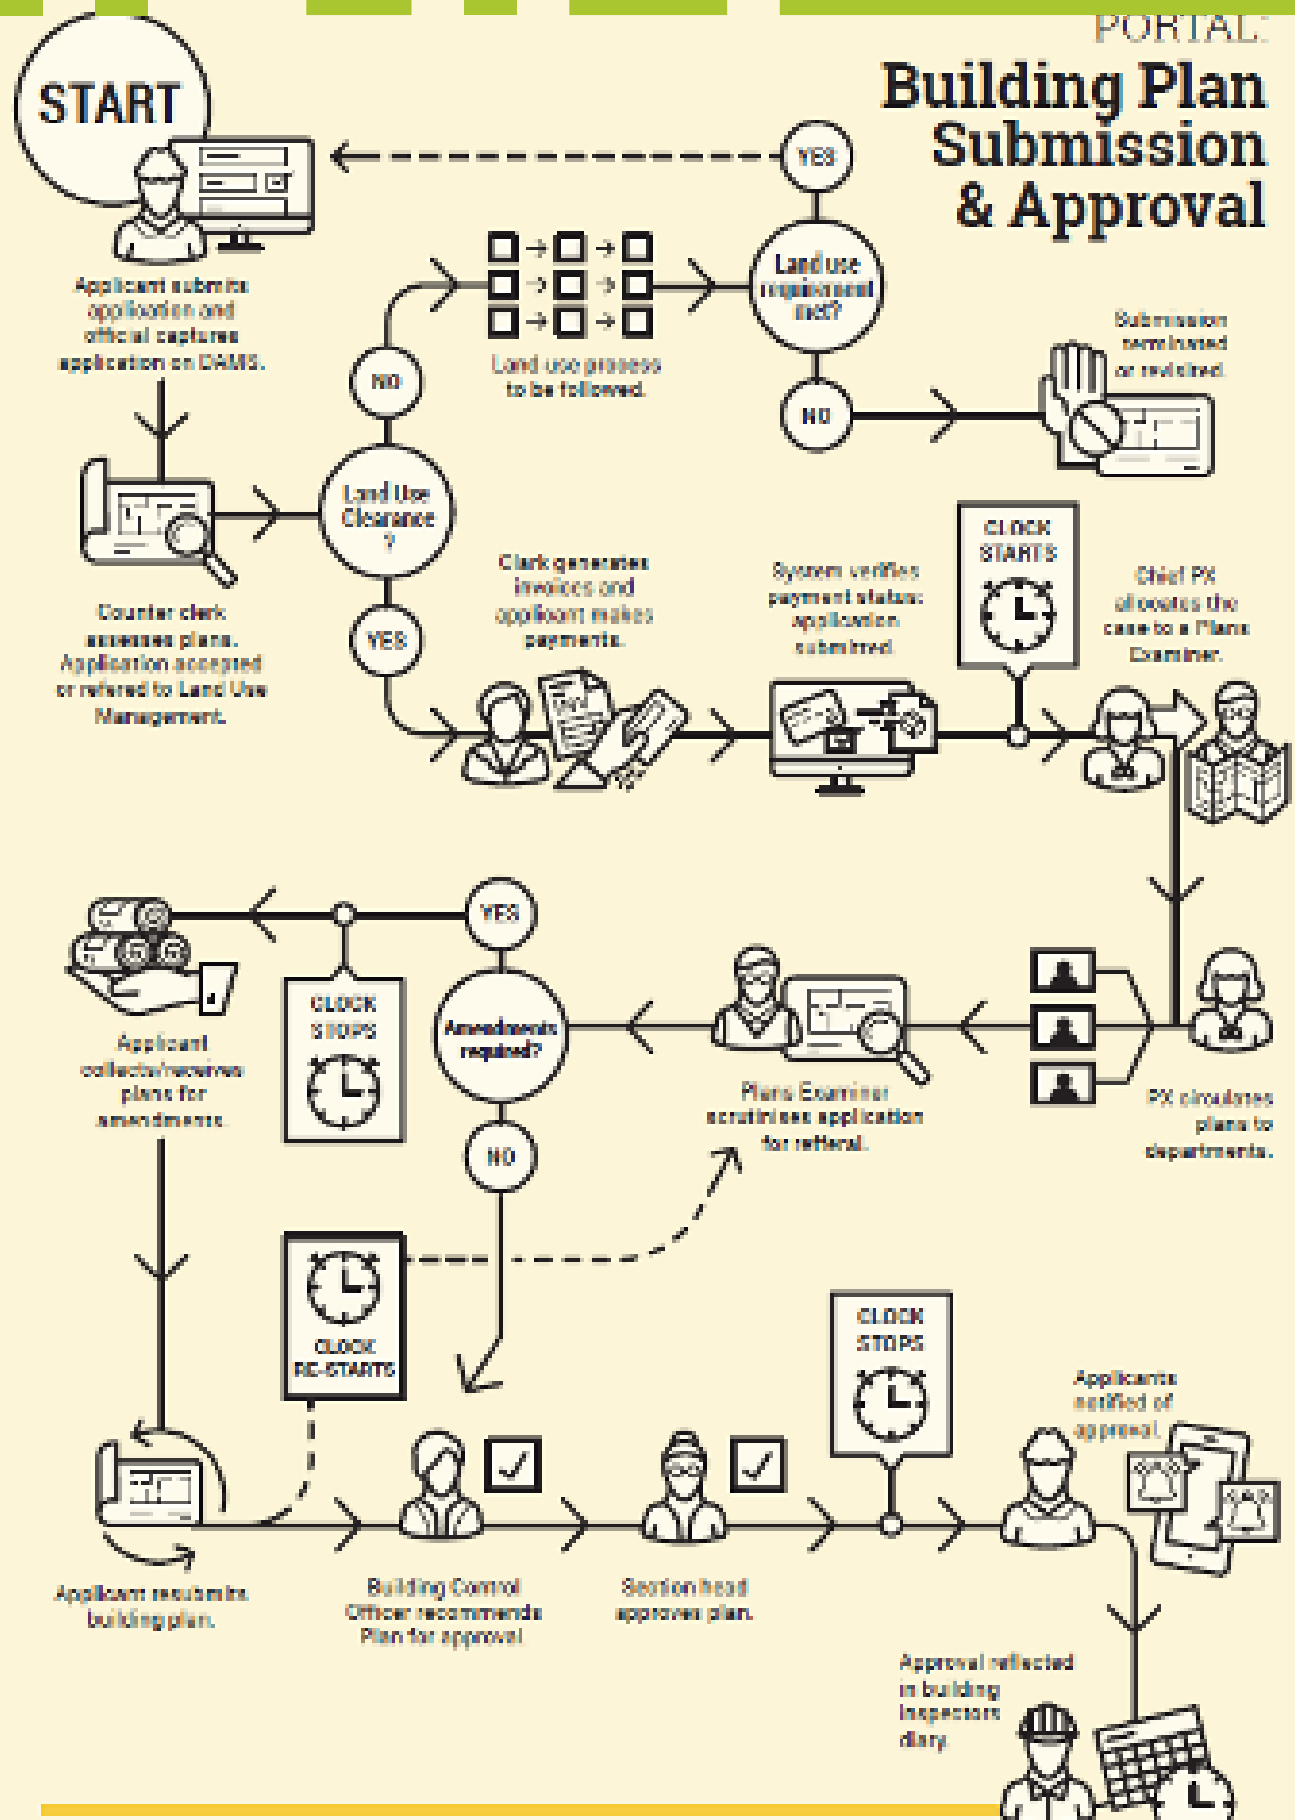 PORTAL:
Building Plan
Submission
& Approval
START
Applicant submits
application and
official captures
application on DAMS.
Counter clerk
assesses plans.
Application accepted
or refered to Land Use
Management.
Land Use
Clearance
?
NO
Land use process
to be followed.
Land use
requirement
met?
YES
NO
Submission
terminated
or revisited.
YES
Clark generates
invoices and
applicant makes
payments.
System verifies
payment status:
application
submitted.
CLOCK
STARTS
Chief PX
allocates the
case to a Plans
Examiner.
PX circulates
plans to
departments.
Plans Examiner
scrutinises application
for refferal.
Amendments
required?
YES
CLOCK
STOPS
Applicant
collects/receives
plans for
amendments.
NO
CLOCK
RE-STARTS
Applicant resubmits
building plan.
Building Control
Officer recommends
Plan for approval
Section head
approves plan.
CLOCK
STOPS
Applicants
notified of
approval.
Approval reflected
in building
inspectors
diary.